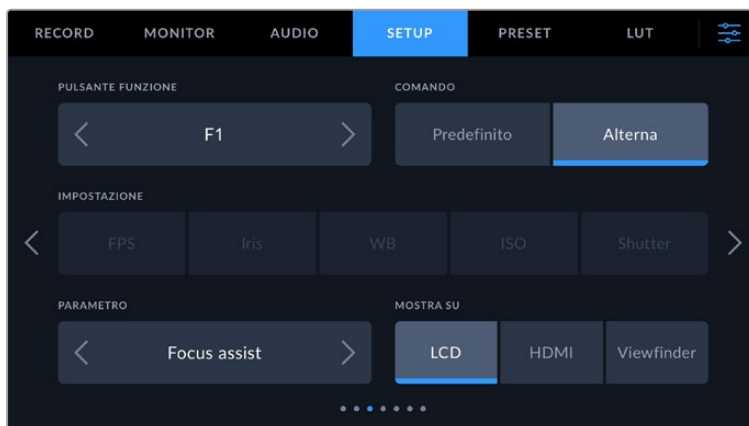 RECORD MONITOR AUDIO SETUP PRESET LUT
PULSANTE FUNZIONE COMANDO
F1 Predefinito Alterna
IMPOSTAZIONE
FPS Iris WB ISO Shutter
PARAMETRO MOSTRA SU
Focus assist LCD HDMI Viewfinder